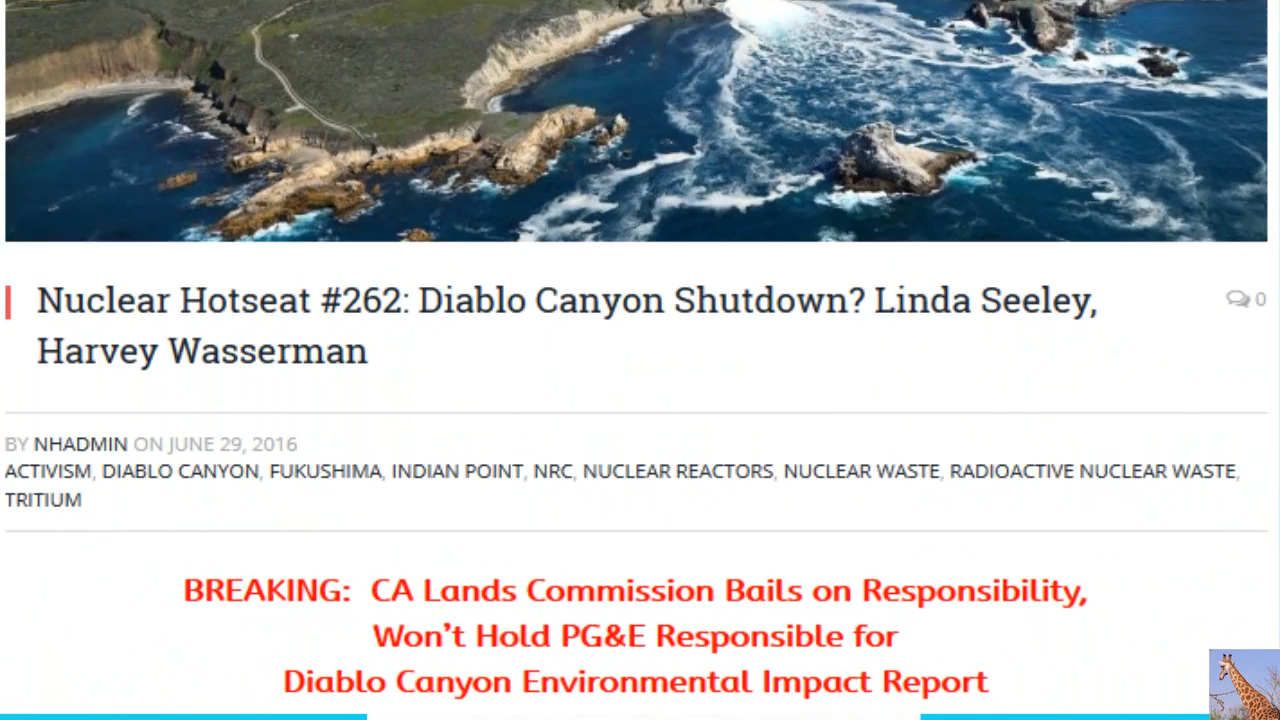 Nuclear Hotseat #262: Diablo Canyon Shutdown? Linda Seeley,
Harvey Wasserman
0
BY NHADMIN ON JUNE 29, 2016
ACTIVISM, DIABLO CANYON, FUKUSHIMA, INDIAN POINT, NRC, NUCLEAR REACTORS, NUCLEAR WASTE, RADIOACTIVE NUCLEAR WASTE,
TRITIUM
BREAKING: CA Lands Commission Bails on Responsibility,
Won't Hold PG&E Responsible for
Diablo Canyon Environmental Impact Report